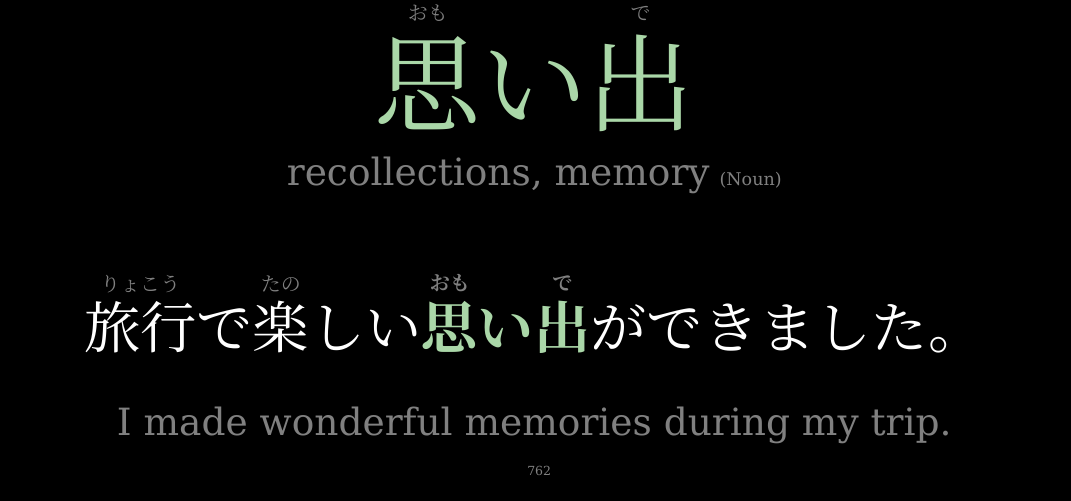 おも で
思い出
recollections, memory (Noun)
りょこう たの おも で
旅行で楽しい思い出ができました。
I made wonderful memories during my trip.
762